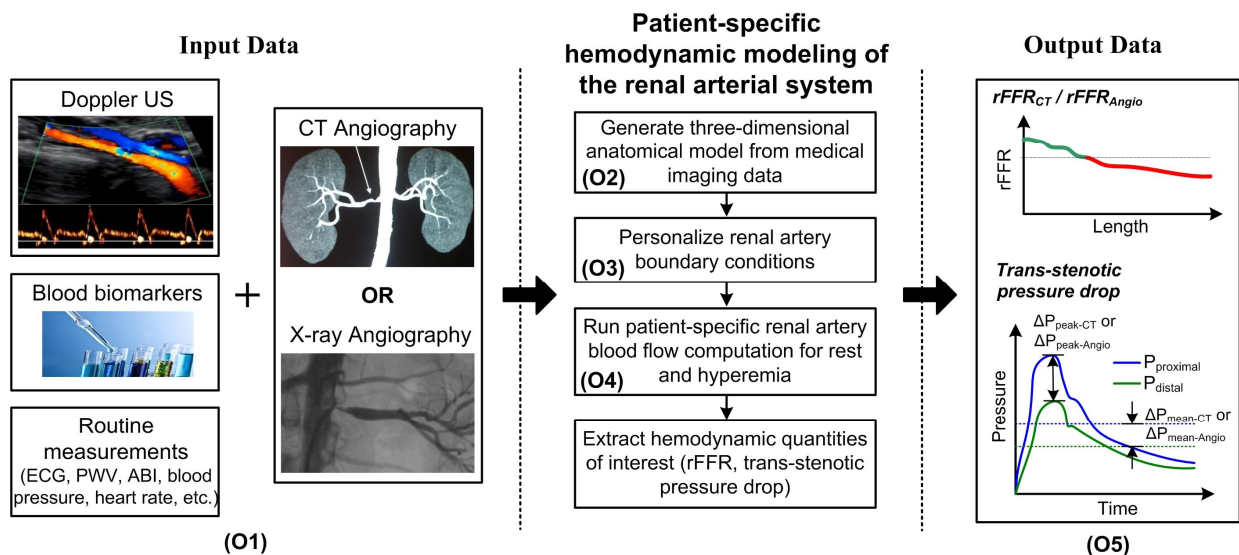 Input Data
Doppler US
Blood biomarkers
Routine
measurements
(ECG, PWV, ABI, blood
pressure, heart rate, etc.)
+
CT Angiography
OR
X-ray Angiography
(O1)
Patient-specific
hemodynamic modeling of
the renal arterial system
Generate three-dimensional
anatomical model from medical
(O2) imaging data
Personalize renal artery
(O3) boundary conditions
Run patient-specific renal artery
blood flow computation for rest
(O4) and hyperemia
Extract hemodynamic quantities
of interest (rFFR, trans-stenotic
pressure drop)
Output Data
rFFRCT / rFFRAngio
rFFR
Length
Trans-stenotic
pressure drop
ΔPpeak-CT or
ΔPpeak-Angio
Pproximal
Pdistal
ΔPmean-CT or
ΔPmean-Angio
Pressure
Time
(O5)